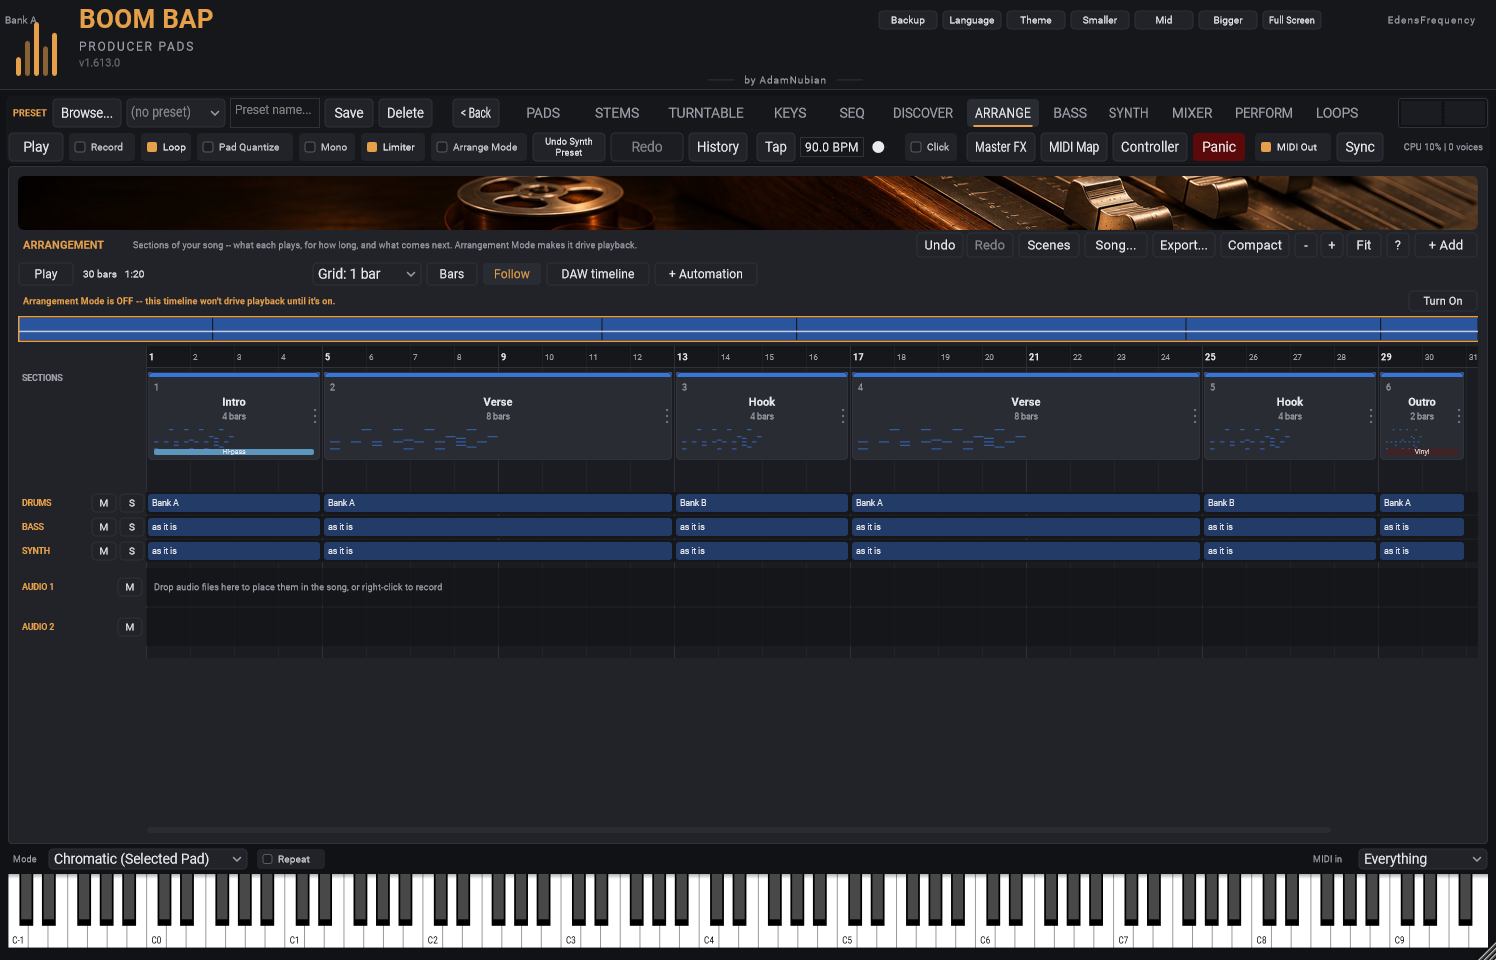 Bank A
BOOM BAP
PRODUCER PADS
v1.613.0
Backup Language Theme Smaller Mid Bigger Full Screen EdensFrequency
by AdamNubian
PRESET Browse... (no preset) Preset name... Save Delete < Back PADS STEMS TURNTABLE KEYS SEQ DISCOVER ARRANGE BASS SYNTH MIXER PERFORM LOOPS
Play Record Loop Pad Quantize Mono Limiter Arrange Mode Undo Synth Preset Redo History Tap 90.0 BPM Click Master FX MIDI Map Controller Panic MIDI Out Sync CPU 10% | 0 voices
ARRANGEMENT Sections of your song -- what each plays, for how long, and what comes next. Arrangement Mode makes it drive playback. Undo Redo Scenes Song... Export... Compact - + Fit ? + Add
Play 30 bars 1:20 Grid: 1 bar Bars Follow DAW timeline + Automation
Arrangement Mode is OFF -- this timeline won't drive playback until it's on. Turn On
1 2 3 4 5 6 7 8 9 10 11 12 13 14 15 16 17 18 19 20 21 22 23 24 25 26 27 28 29 30 31
SECTIONS
1 2 3 4 5 6
Intro Verse Hook Verse Hook Outro
4 bars 8 bars 4 bars 8 bars 4 bars 2 bars
Hi-pass Vinyl
DRUMS M S Bank A Bank A Bank B Bank A Bank B Bank A
BASS M S as it is as it is as it is as it is as it is as it is
SYNTH M S as it is as it is as it is as it is as it is as it is
AUDIO 1 M Drop audio files here to place them in the song, or right-click to record
AUDIO 2 M
Mode Chromatic (Selected Pad) Repeat MIDI in Everything
C-1 C0 C1 C2 C3 C4 C5 C6 C7 C8 C9